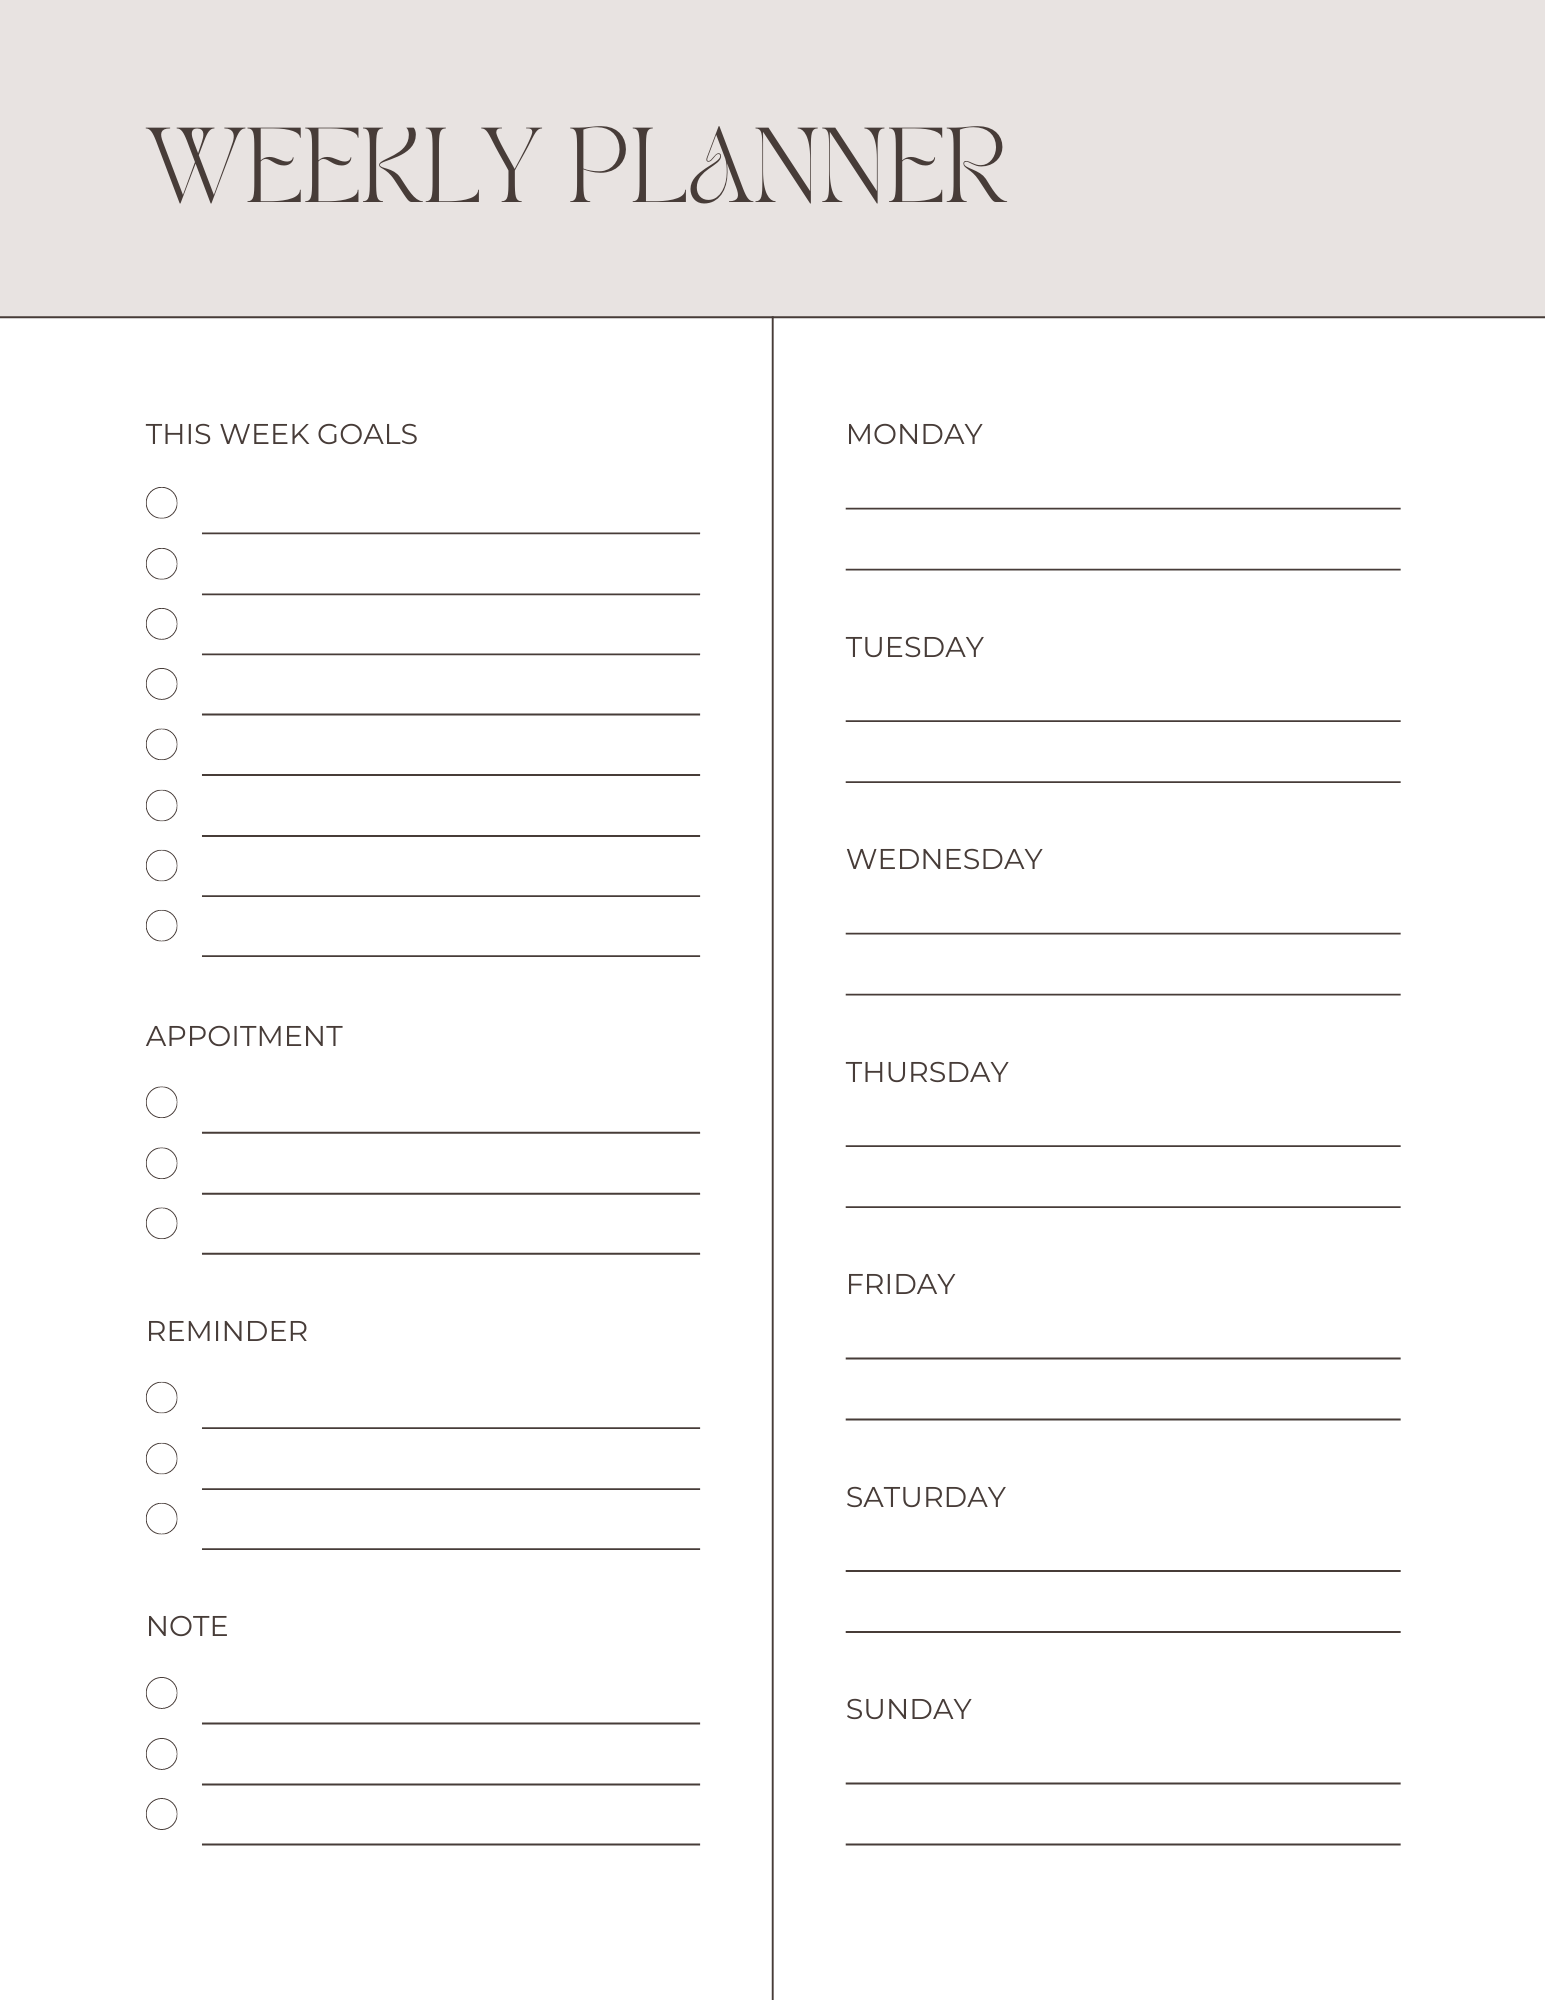 WEEKLY PLANNER
THIS WEEK GOALS
APPOITMENT
REMINDER
NOTE
MONDAY
TUESDAY
WEDNESDAY
THURSDAY
FRIDAY
SATURDAY
SUNDAY